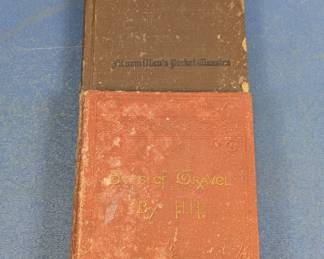 Macmillan's Pocket Classics
Bits of Travel
By H.H.